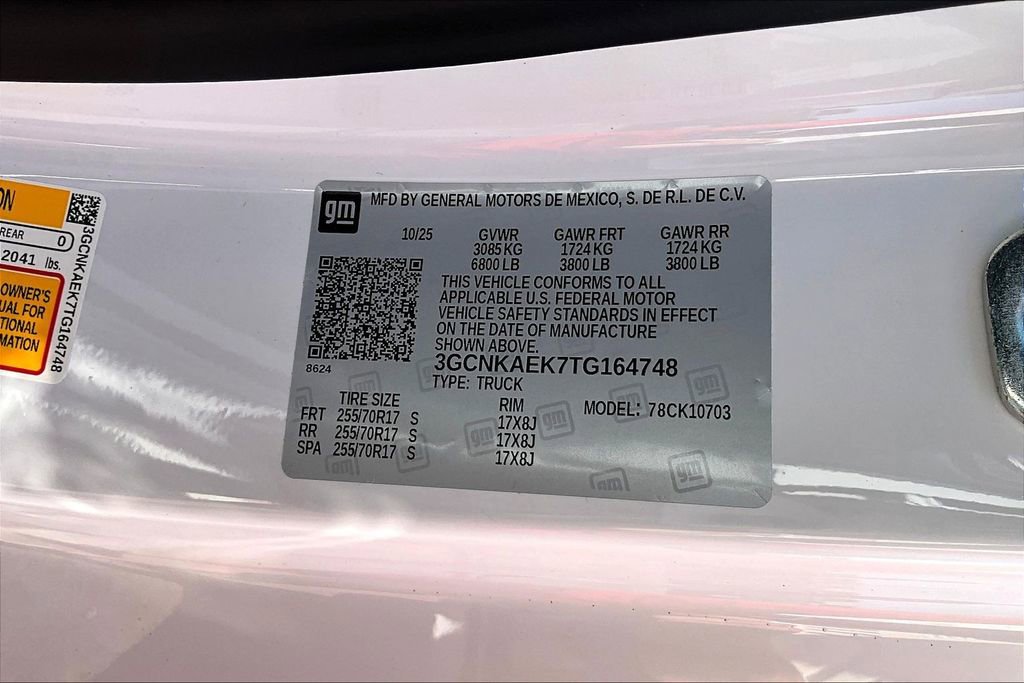 ON
REAR 0
2041 lbs.
OWNER'S
UAL FOR
TIONAL
MATION
3GCNKAEK7TG164748
gm MFD BY GENERAL MOTORS DE MEXICO, S. DE R.L. DE C.V.
10/25 GVWR GAWR FRT GAWR RR
3085 KG 1724 KG 1724 KG
6800 LB 3800 LB 3800 LB
THIS VEHICLE CONFORMS TO ALL
APPLICABLE U.S. FEDERAL MOTOR
VEHICLE SAFETY STANDARDS IN EFFECT
ON THE DATE OF MANUFACTURE
SHOWN ABOVE.
8624
3GCNKAEK7TG164748
TYPE: TRUCK
TIRE SIZE RIM MODEL: 78CK10703
FRT 255/70R17 S 17X8J
RR 255/70R17 S 17X8J
SPA 255/70R17 S 17X8J